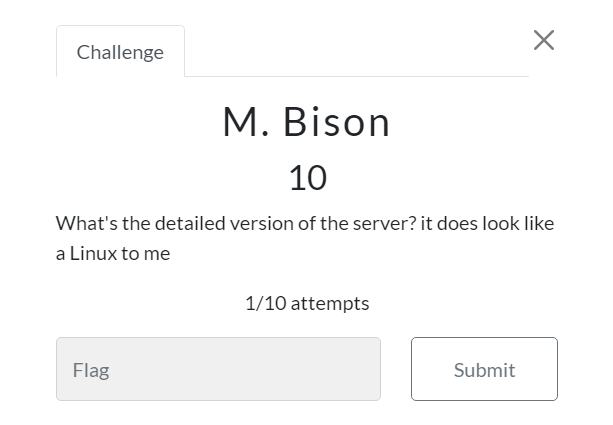 Challenge
M. Bison
10
What's the detailed version of the server? it does look like
a Linux to me
1/10 attempts
Flag
Submit